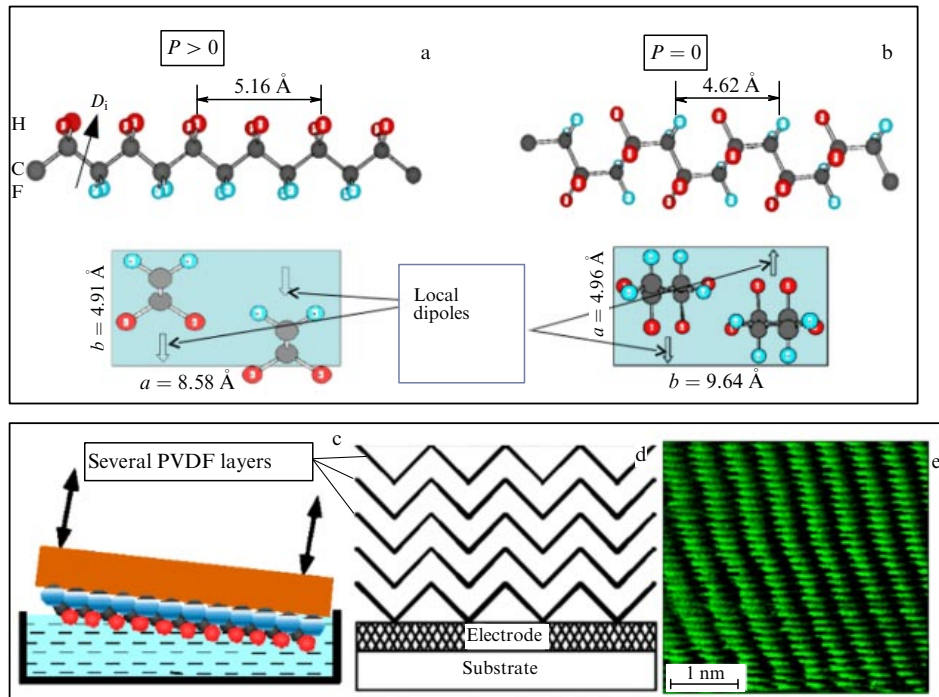 P > 0
a
5.16 Å
D_i
H
C
F
b = 4.91 Å
a = 8.58 Å
Local
dipoles
P = 0
b
4.62 Å
a = 4.96 Å
b = 9.64 Å
c
Several PVDF layers
d
Electrode
Substrate
e
1 nm